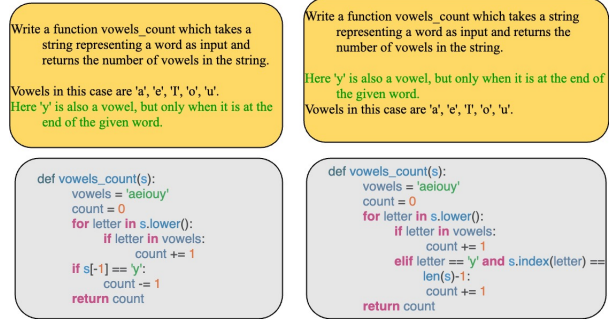 Write a function vowels_count which takes a
string representing a word as input and
returns the number of vowels in the string.
Vowels in this case are 'a', 'e', 'I', 'o', 'u'.
Here 'y' is also a vowel, but only when it is at the
end of the given word.
def vowels_count(s):
vowels = 'aeiouy'
count = 0
for letter in s.lower():
if letter in vowels:
count += 1
if s[-1] == 'y':
count -= 1
return count
Write a function vowels_count which takes a string
representing a word as input and returns the
number of vowels in the string.
Here 'y' is also a vowel, but only when it is at the end of
the given word.
Vowels in this case are 'a', 'e', 'I', 'o', 'u'.
def vowels_count(s):
vowels = 'aeiouy'
count = 0
for letter in s.lower():
if letter in vowels:
count += 1
elif letter == 'y' and s.index(letter) ==
len(s)-1:
count += 1
return count